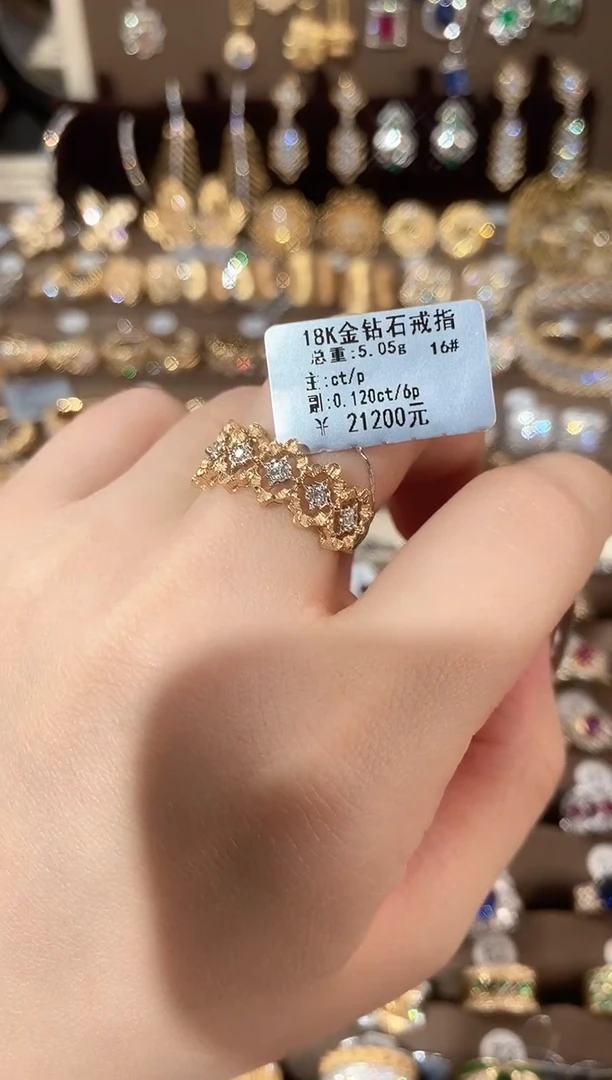 18K金钻石戒指
总重:5.05g 16#
主:ct/p
副:0.120ct/6p
¥ 21200元